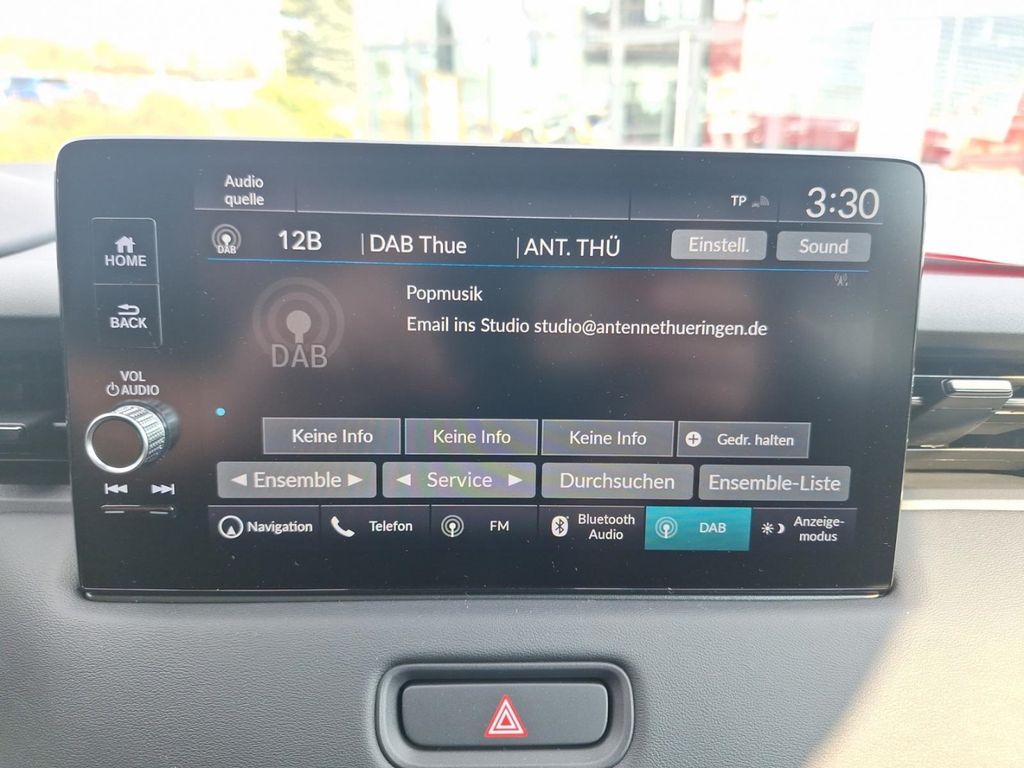 Audio
quelle
TP
3:30
DAB
12B
DAB Thue
ANT. THÜ
Einstell.
Sound
HOME
BACK
VOL
AUDIO
DAB
Popmusik
Email ins Studio studio@antennethueringen.de
Keine Info
Keine Info
Keine Info
Gedr. halten
Ensemble
Service
Durchsuchen
Ensemble-Liste
Navigation
Telefon
FM
Bluetooth
Audio
DAB
Anzeige-
modus